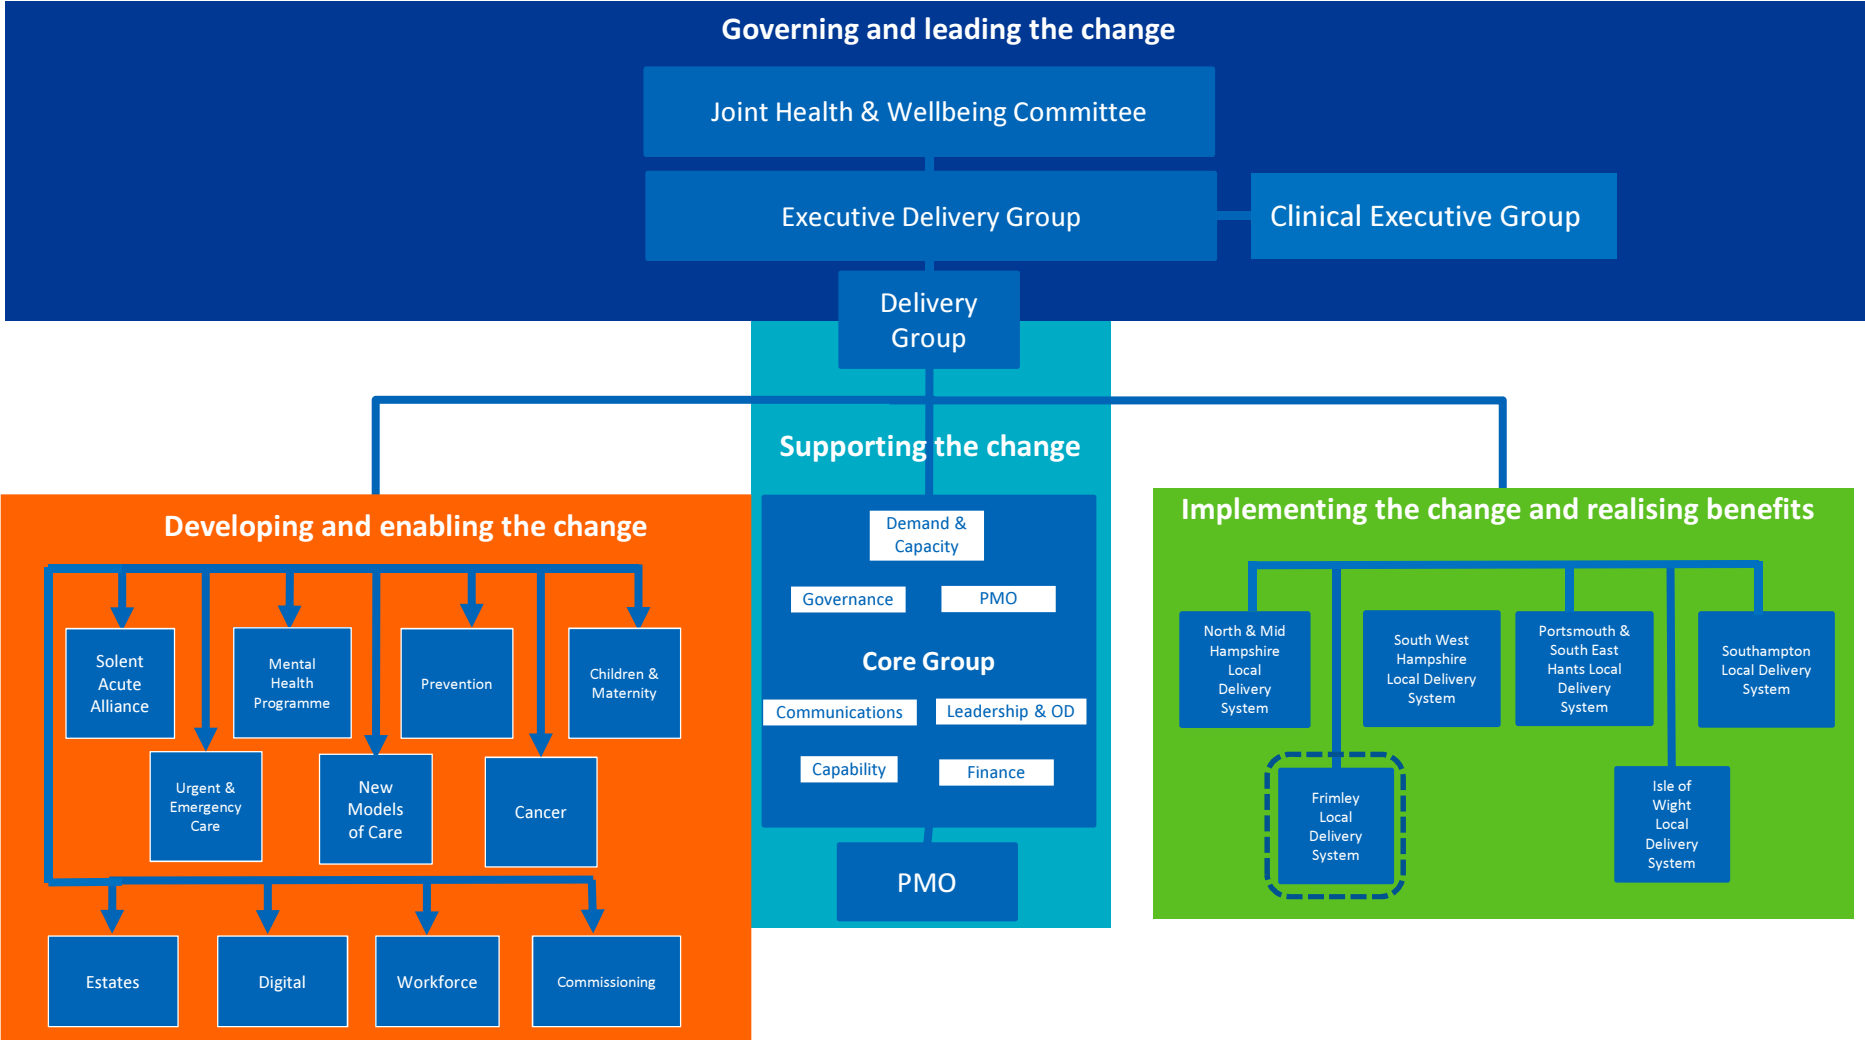 Governing and leading the change
Joint Health & Wellbeing Committee
Executive Delivery Group
Clinical Executive Group
Delivery
Group
Supporting the change
Developing and enabling the change
Solent
Acute
Alliance
Mental
Health
Programme
Prevention
Children &
Maternity
Urgent &
Emergency
Care
New
Models
of Care
Cancer
Estates
Digital
Workforce
Commissioning
Demand &
Capacity
Governance
PMO
Core Group
Communications
Leadership & OD
Capability
Finance
PMO
Implementing the change and realising benefits
North & Mid
Hampshire
Local
Delivery
System
South West
Hampshire
Local Delivery
System
Portsmouth &
South East
Hants Local
Delivery
System
Southampton
Local Delivery
System
Frimley
Local
Delivery
System
Isle of
Wight
Local
Delivery
System